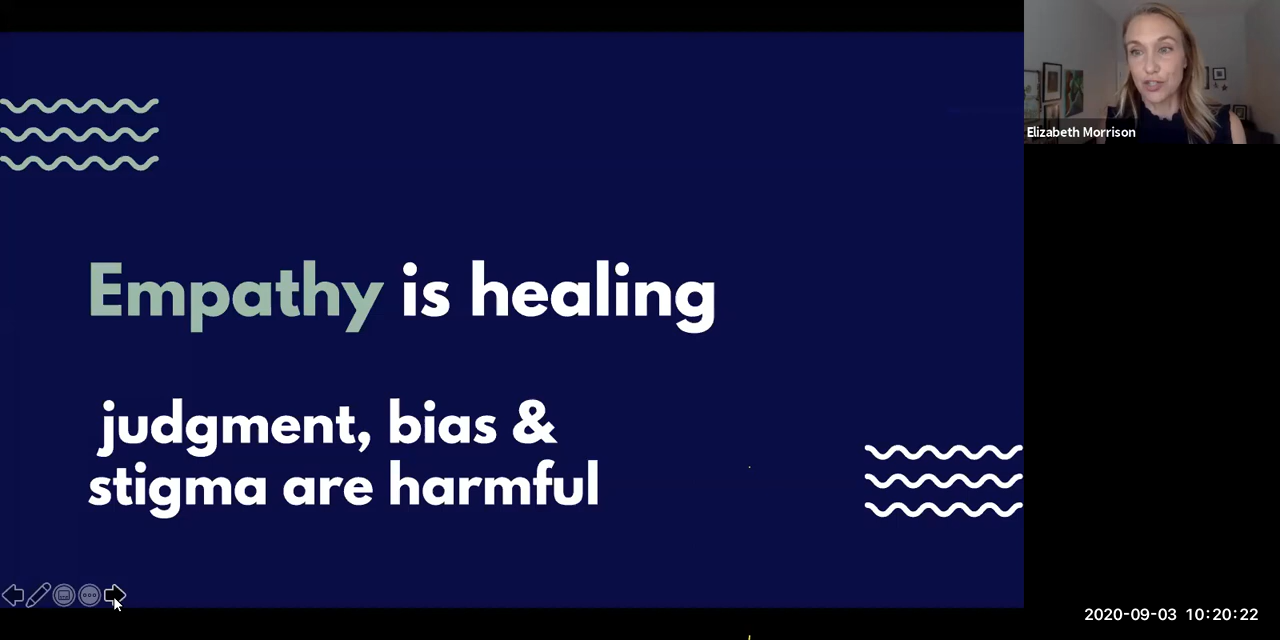 Elizabeth Morrison
Empathy is healing
judgment, bias &
stigma are harmful
2020-09-03 10:20:22